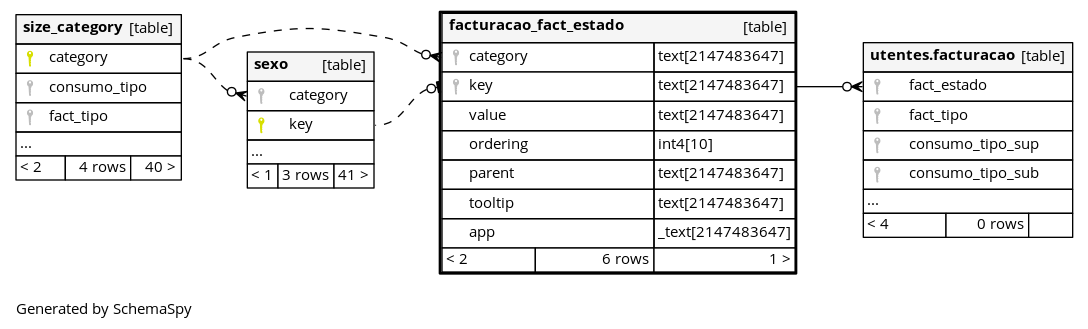 size_category [table]
category
consumo_tipo
fact_tipo
...
< 2 4 rows 40 >
sexo [table]
category
key
...
< 1 3 rows 41 >
facturacao_fact_estado [table]
category text[2147483647]
key text[2147483647]
value text[2147483647]
ordering int4[10]
parent text[2147483647]
tooltip text[2147483647]
app _text[2147483647]
< 2 6 rows 1 >
utentes.facturacao [table]
fact_estado
fact_tipo
consumo_tipo_sup
consumo_tipo_sub
...
< 4 0 rows
Generated by SchemaSpy